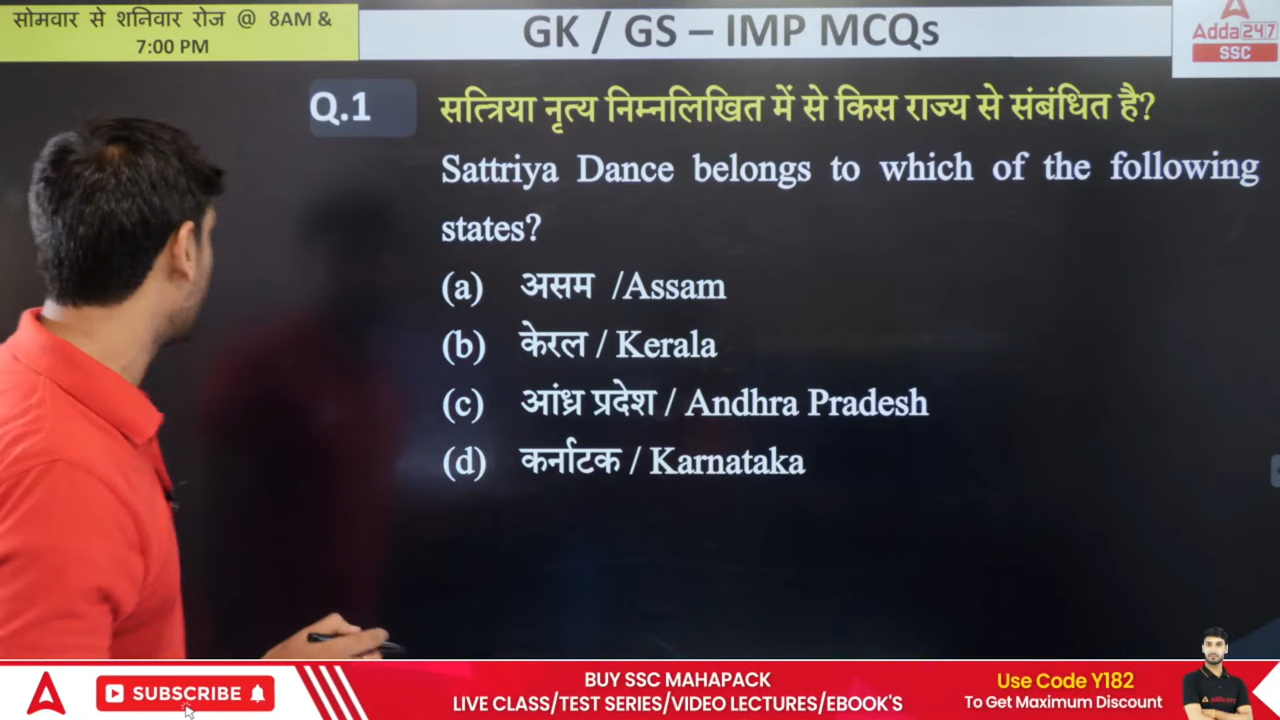 सोमवार से शनिवार रोज @ 8AM &
7:00 PM
GK / GS – IMP MCQs
Adda247
SSC
Q.1 सत्त्रिया नृत्य निम्नलिखित में से किस राज्य से संबंधित है?
Sattriya Dance belongs to which of the following
states?
(a) असम /Assam
(b) केरल / Kerala
(c) आंध्र प्रदेश / Andhra Pradesh
(d) कर्नाटक / Karnataka
SUBSCRIBE
BUY SSC MAHAPACK
LIVE CLASS/TEST SERIES/VIDEO LECTURES/EBOOK'S
Use Code Y182
To Get Maximum Discount